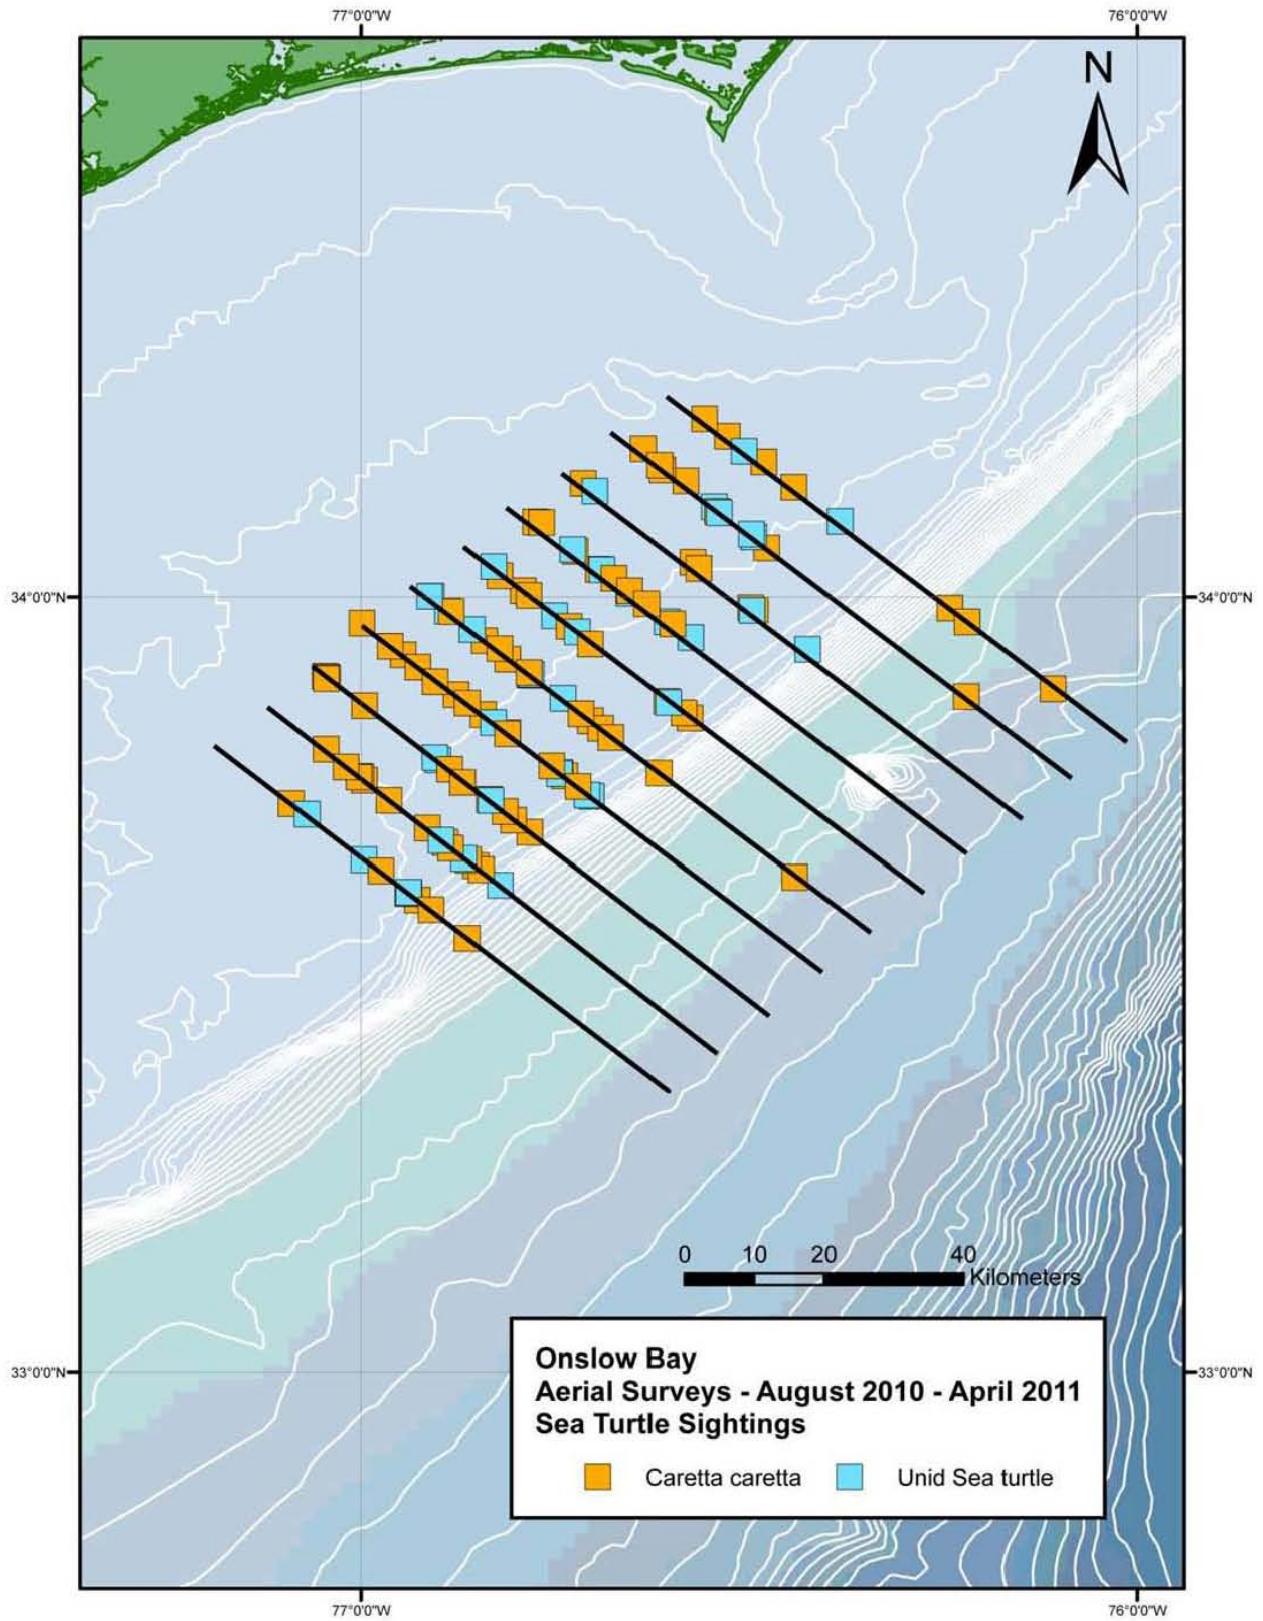 77°0'0"W 76°0'0"W
N
34°0'0"N 34°0'0"N
0 10 20 40
Kilometers
33°0'0"N 33°0'0"N
Onslow Bay
Aerial Surveys - August 2010 - April 2011
Sea Turtle Sightings
Caretta caretta Unid Sea turtle
77°0'0"W 76°0'0"W